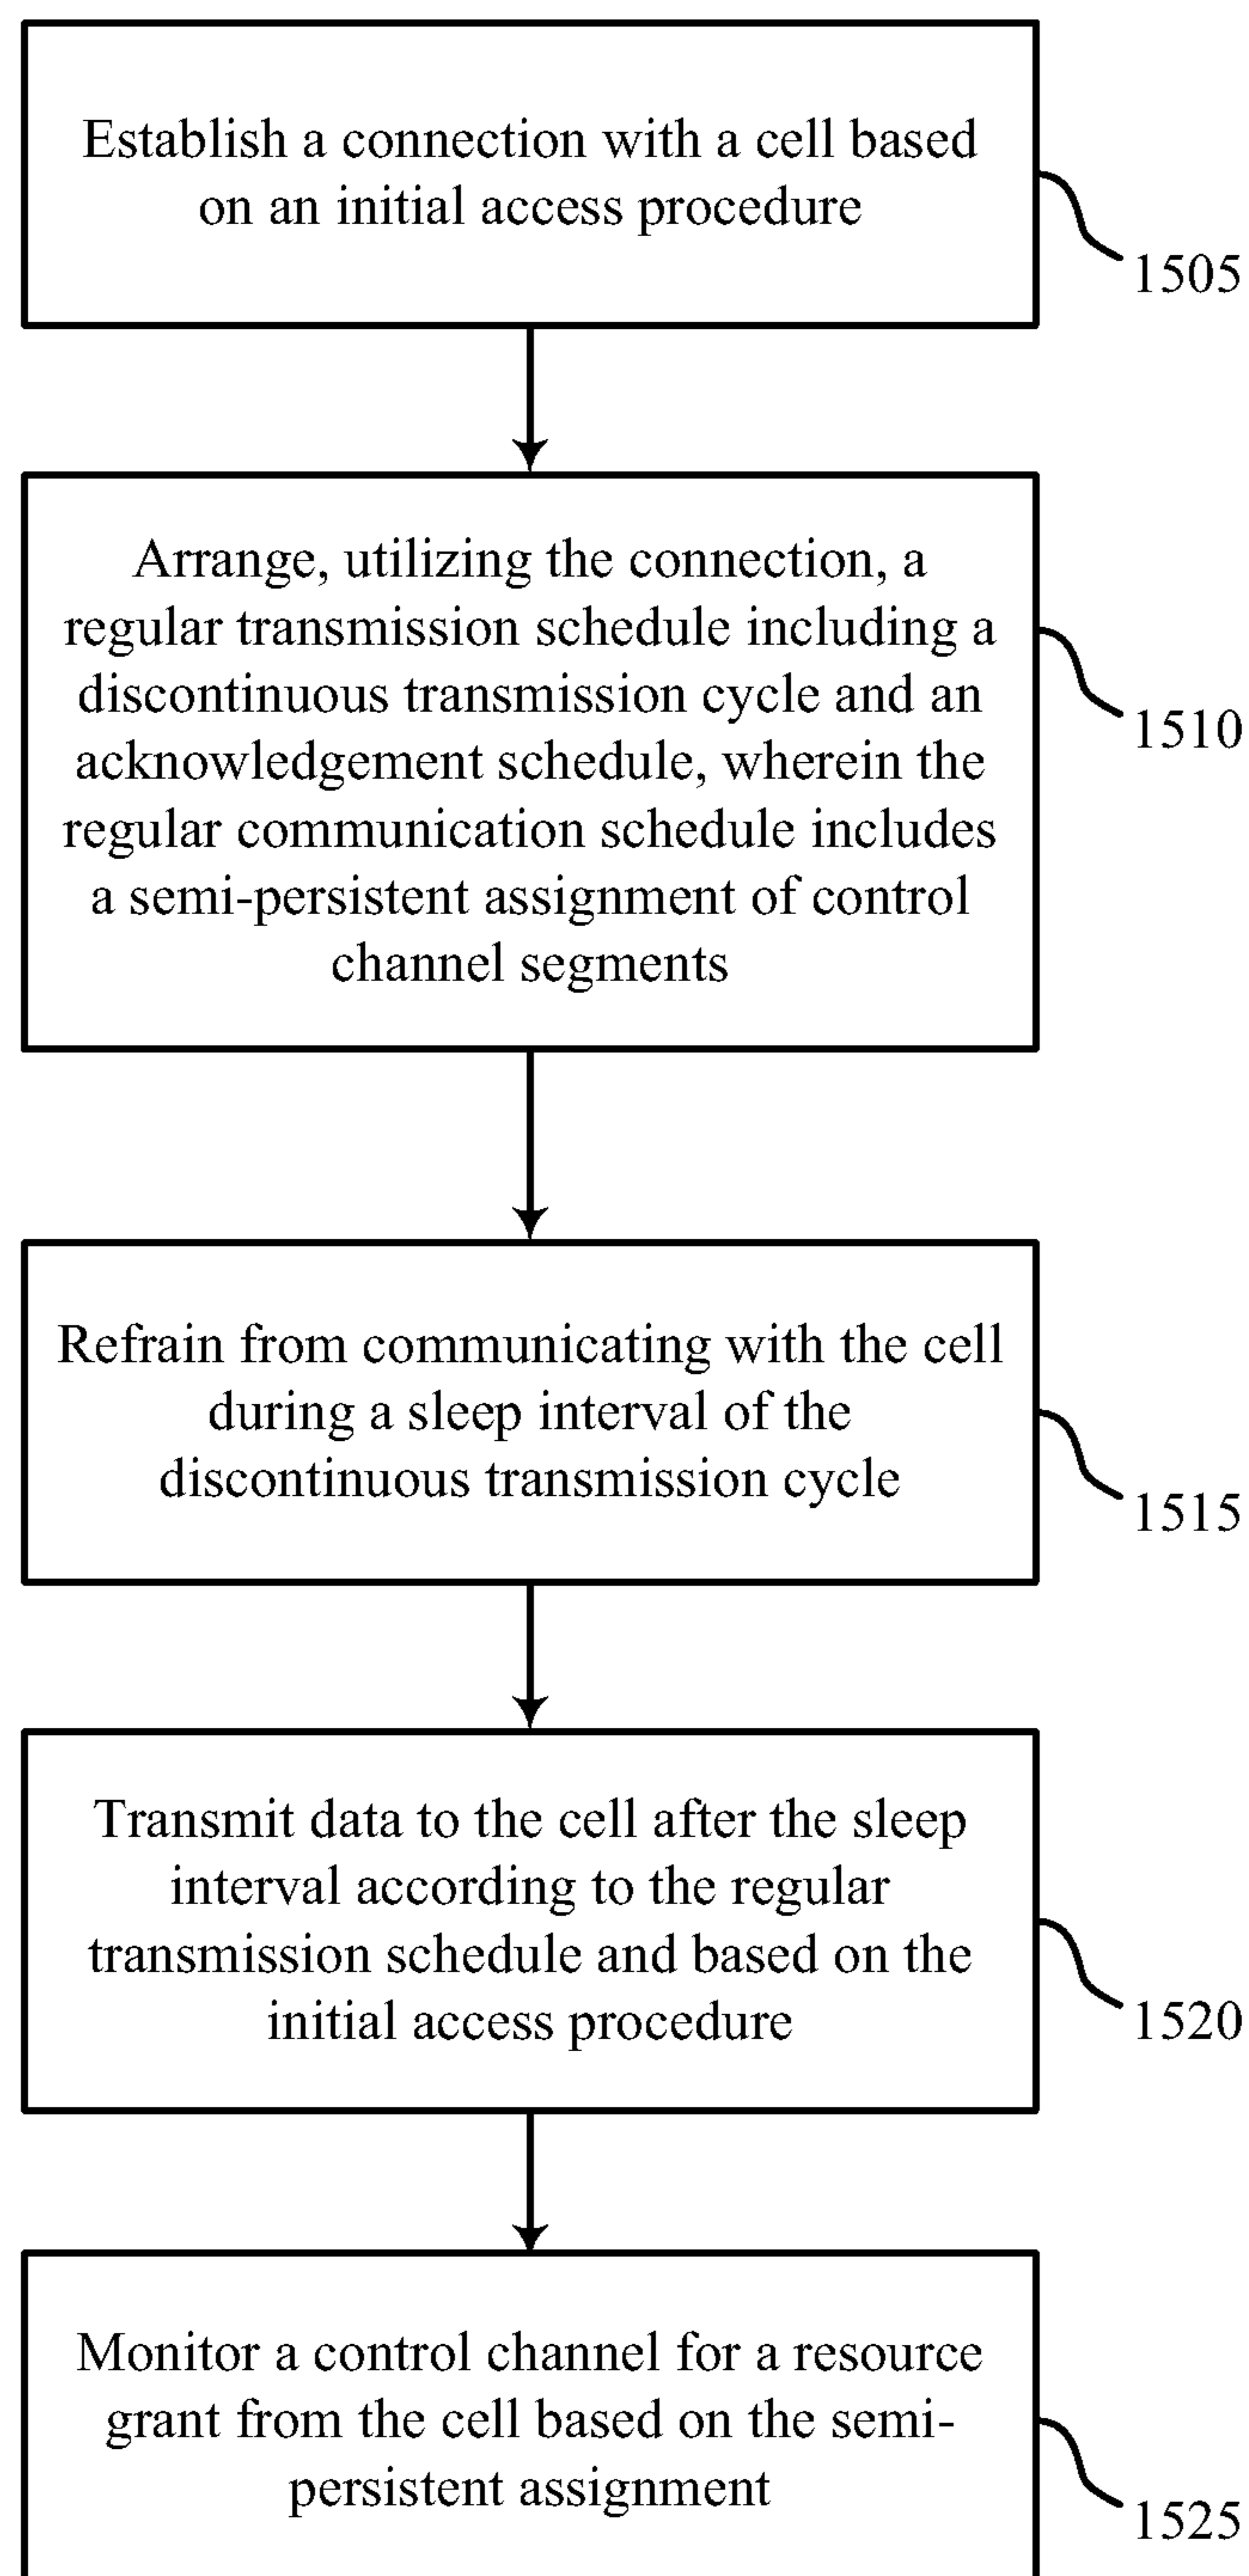 Establish a connection with a cell based
on an initial access procedure
1505
Arrange, utilizing the connection, a
regular transmission schedule including a
discontinuous transmission cycle and an
acknowledgement schedule, wherein the
regular communication schedule includes
a semi-persistent assignment of control
channel segments
1510
Refrain from communicating with the cell
during a sleep interval of the
discontinuous transmission cycle
1515
Transmit data to the cell after the sleep
interval according to the regular
transmission schedule and based on the
initial access procedure
1520
Monitor a control channel for a resource
grant from the cell based on the semi-
persistent assignment
1525